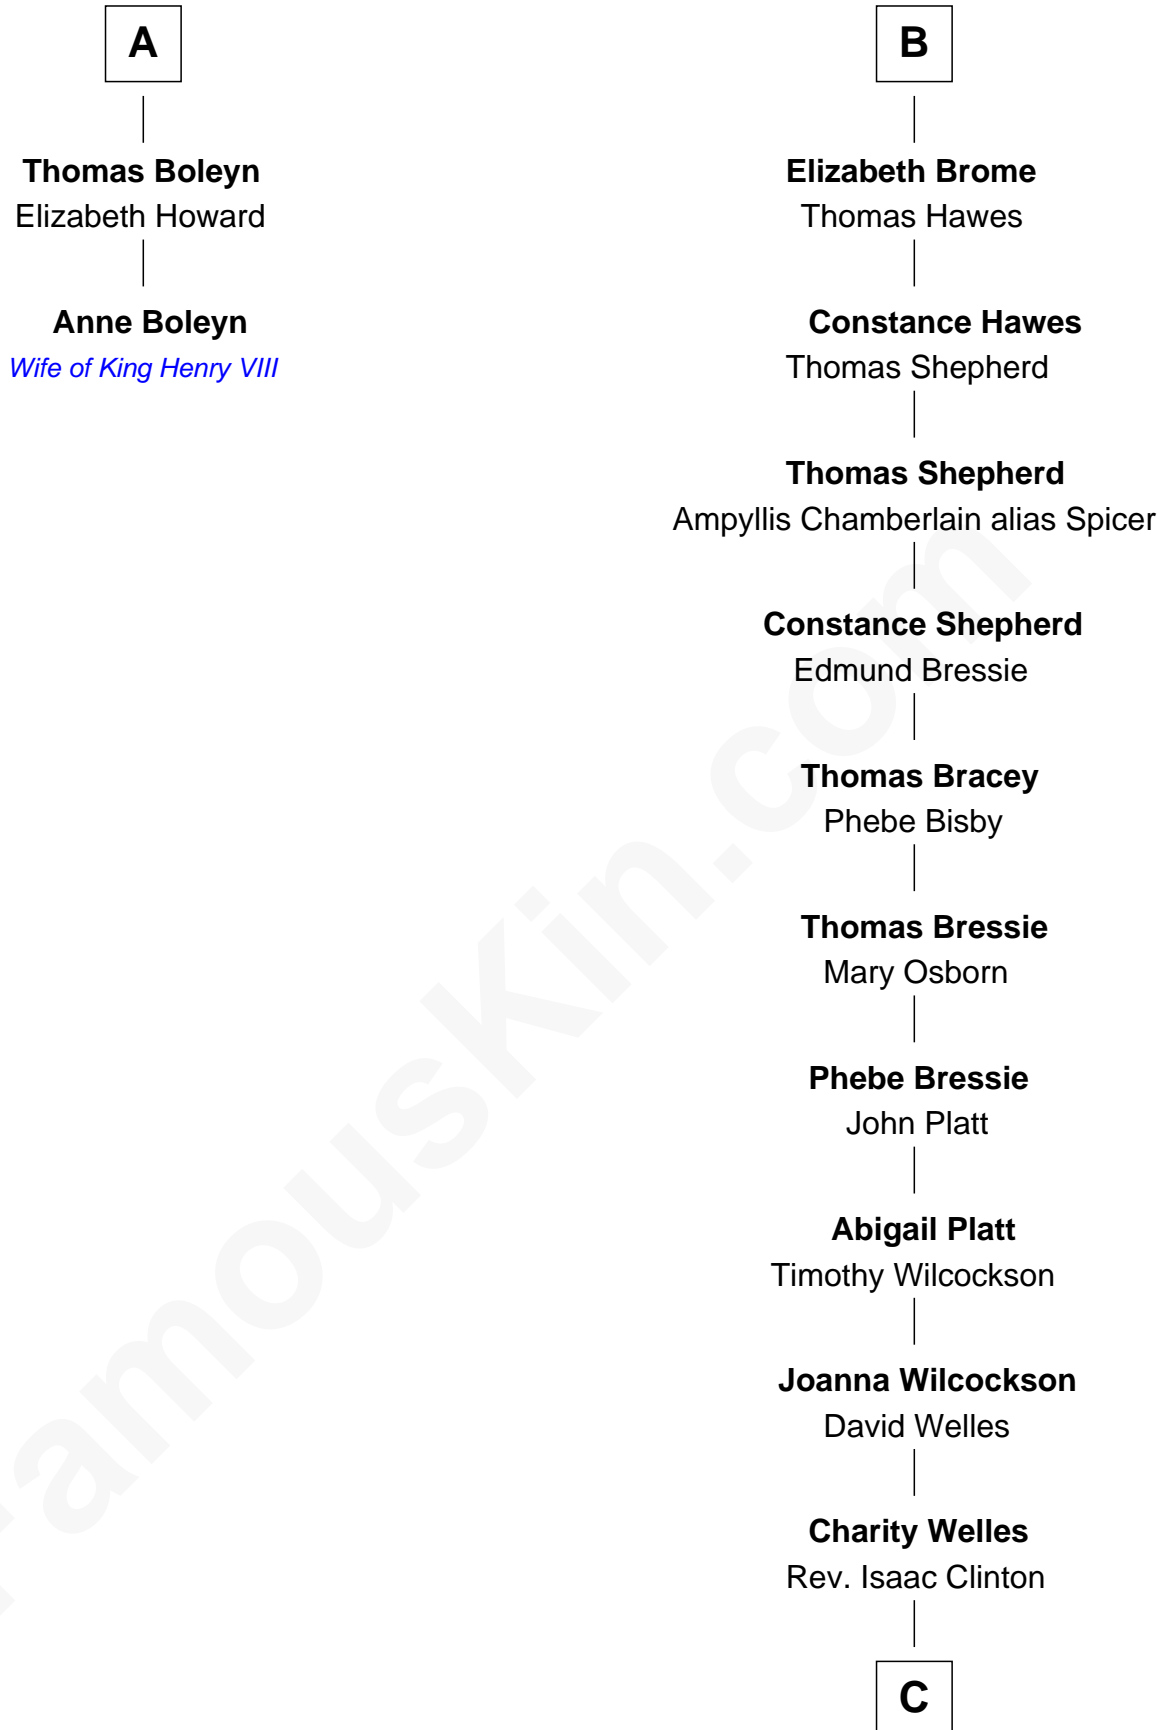 A
Thomas Boleyn
Elizabeth Howard
Anne Boleyn
Wife of King Henry VIII
B
Elizabeth Brome
Thomas Hawes
Constance Hawes
Thomas Shepherd
Thomas Shepherd
Ampyllis Chamberlain alias Spicer
Constance Shepherd
Edmund Bressie
Thomas Bracey
Phebe Bisby
Thomas Bressie
Mary Osborn
Phebe Bressie
John Platt
Abigail Platt
Timothy Wilcockson
Joanna Wilcockson
David Welles
Charity Welles
Rev. Isaac Clinton
C
FamousKin.com